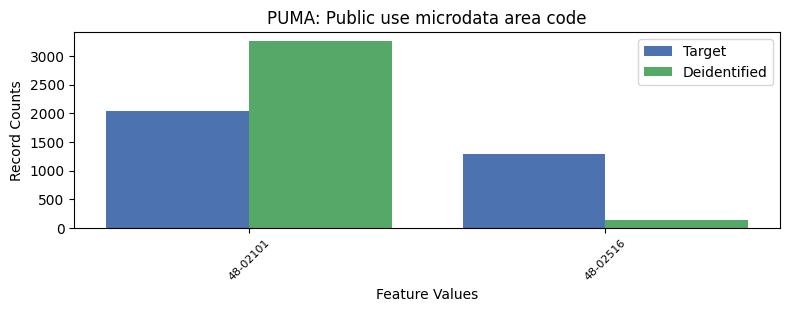 PUMA: Public use microdata area code
Target
Deidentified
Record Counts
3000
2500
2000
1500
1000
500
0
48-02101
48-02516
Feature Values